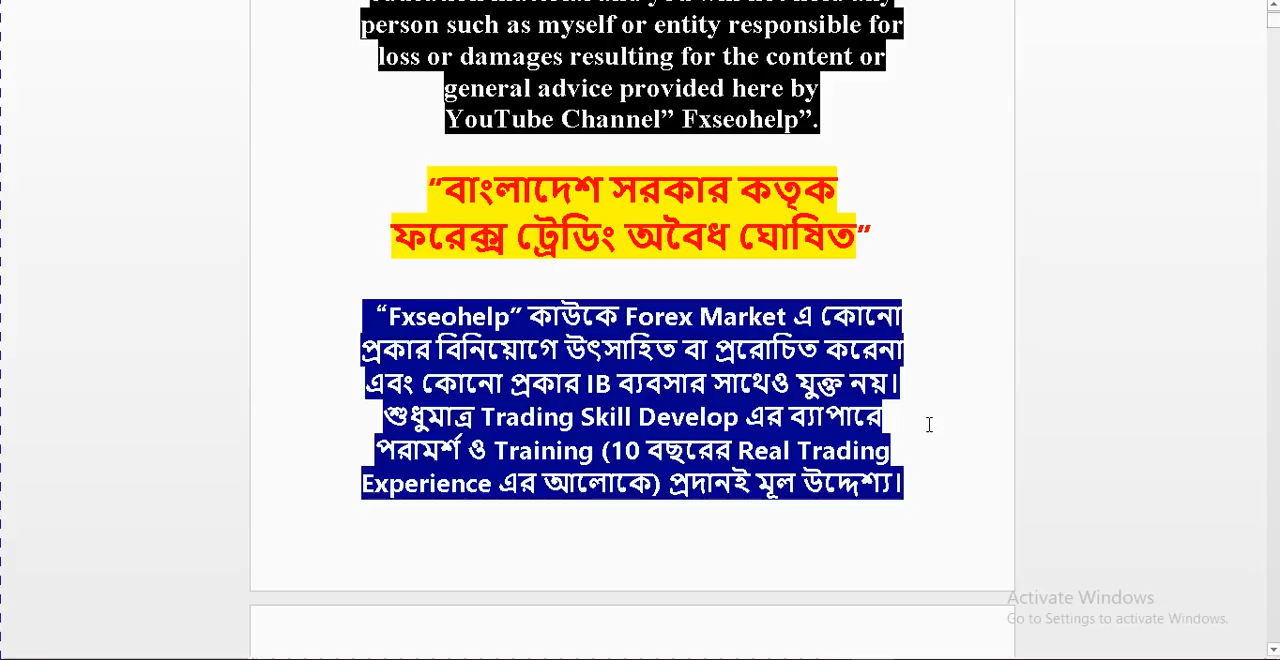 person such as myself or entity responsible for
loss or damages resulting for the content or
general advice provided here by
YouTube Channel” Fxseohelp”.
“বাংলাদেশ সরকার কতৃক
ফরেক্স ট্রেডিং অবৈধ ঘোষিত”
“Fxseohelp” কাউকে Forex Market এ কোনো
প্রকার বিনিয়োগে উৎসাহিত বা প্ররোচিত করেনা
এবং কোনো প্রকার IB ব্যবসার সাথেও যুক্ত নয়।
শুধুমাত্র Trading Skill Develop এর ব্যাপারে
পরামর্শ ও Training (10 বছরের Real Trading
Experience এর আলোকে) প্রদানই মূল উদ্দেশ্য।
Activate Windows
Go to Settings to activate Windows.